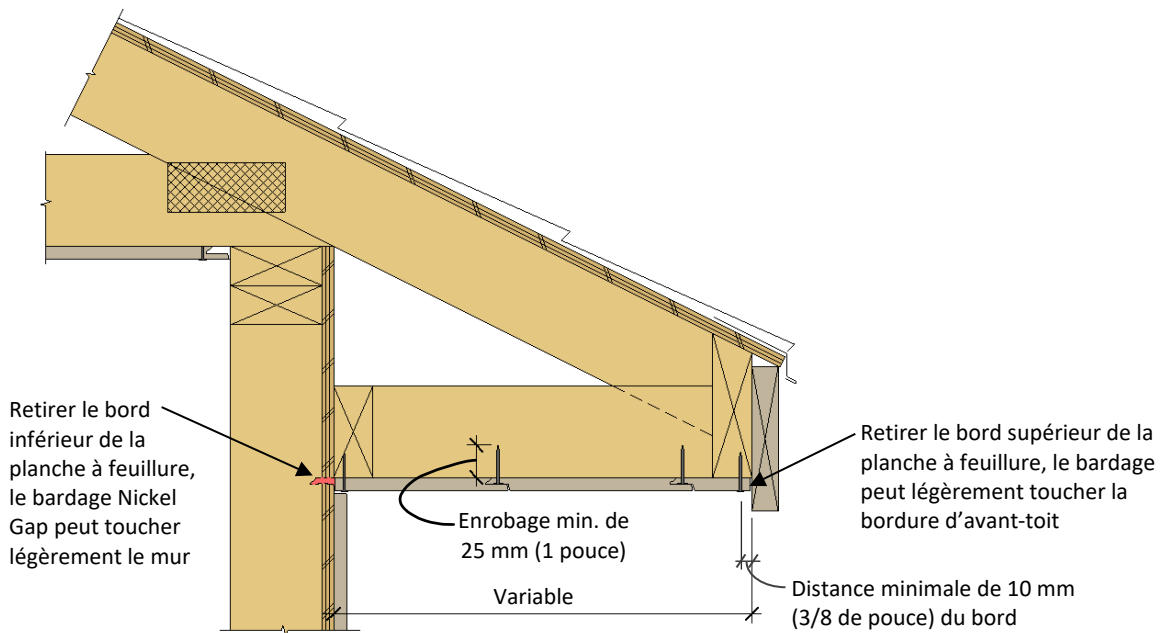 Retirer le bord
inférieur de la
planche à feuillure,
le bardage Nickel
Gap peut toucher
légèrement le mur
Enrobage min. de
25 mm (1 pouce)
Variable
Retirer le bord supérieur de la
planche à feuillure, le bardage
peut légèrement toucher la
bordure d’avant-toit
Distance minimale de 10 mm
(3/8 de pouce) du bord